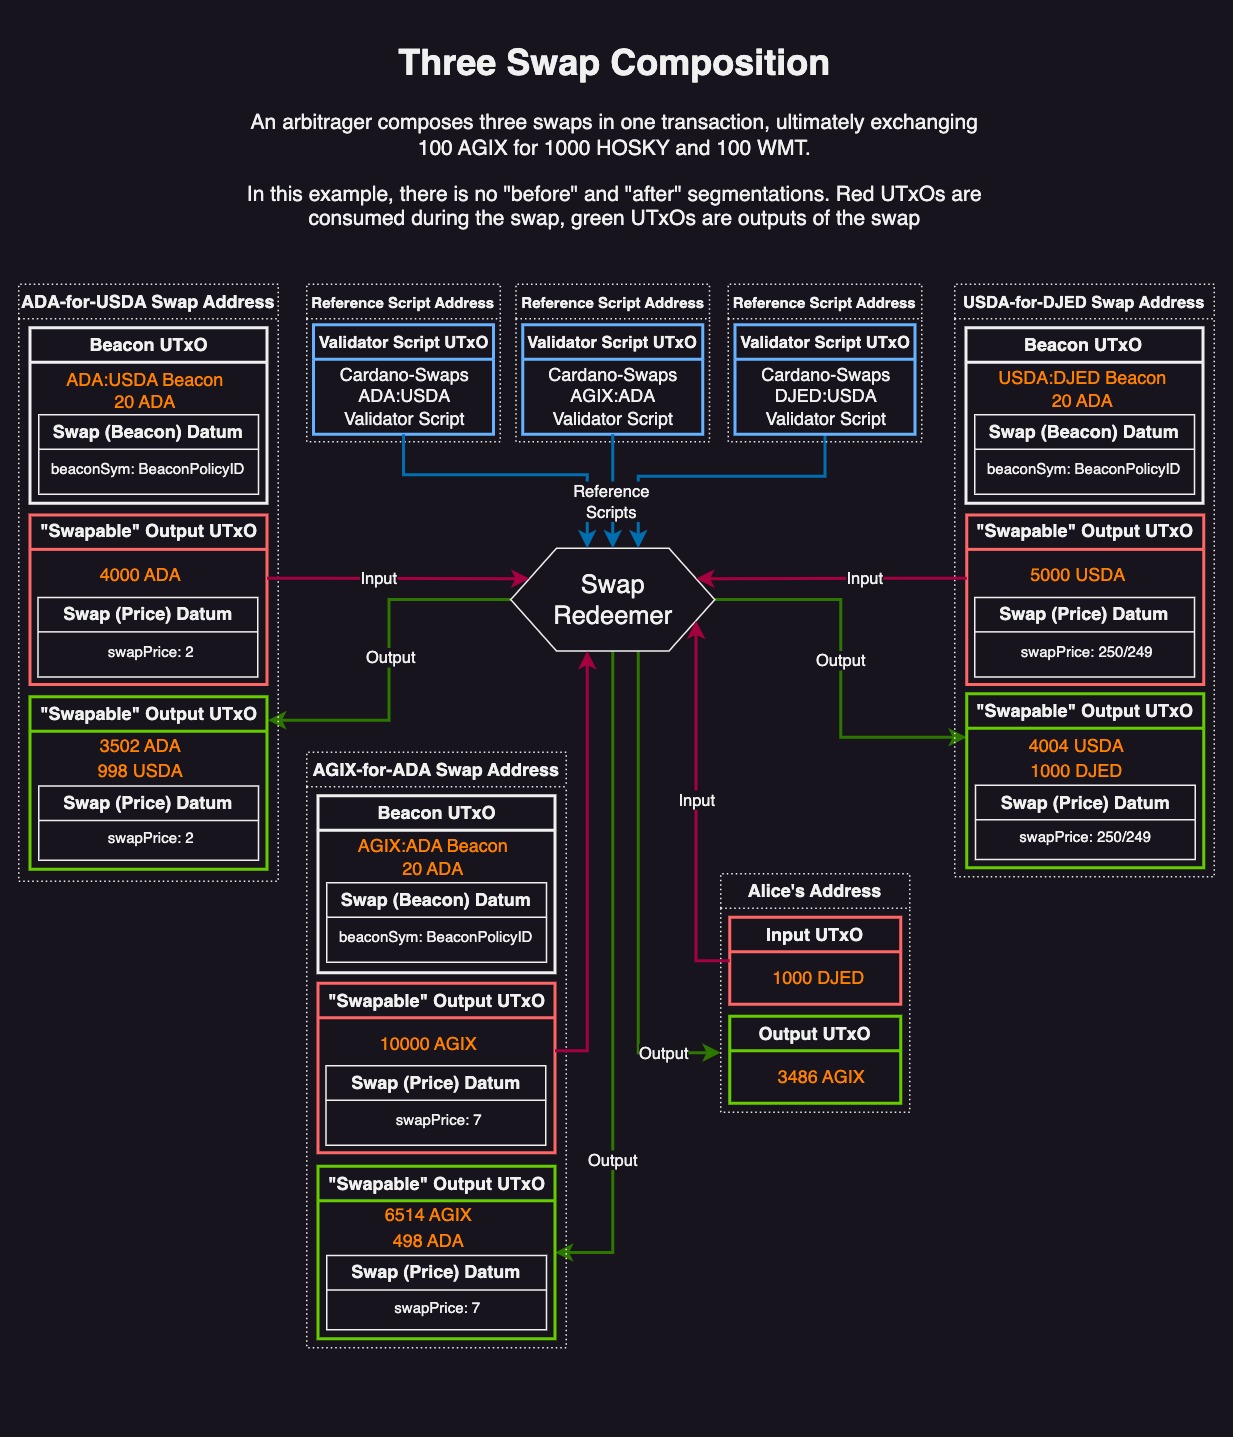 Three Swap Composition
An arbitrager composes three swaps in one transaction, ultimately exchanging
100 AGIX for 1000 HOSKY and 100 WMT.
In this example, there is no "before" and "after" segmentations. Red UTxOs are
consumed during the swap, green UTxOs are outputs of the swap
ADA-for-USDA Swap Address
Beacon UTxO
ADA:USDA Beacon
20 ADA
Swap (Beacon) Datum
beaconSym: BeaconPolicyID
"Swapable" Output UTxO
4000 ADA
Swap (Price) Datum
swapPrice: 2
"Swapable" Output UTxO
3502 ADA
998 USDA
Swap (Price) Datum
swapPrice: 2
Reference Script Address
Validator Script UTxO
Cardano-Swaps
ADA:USDA
Validator Script
Reference Script Address
Validator Script UTxO
Cardano-Swaps
AGIX:ADA
Validator Script
Reference Script Address
Validator Script UTxO
Cardano-Swaps
DJED:USDA
Validator Script
USDA-for-DJED Swap Address
Beacon UTxO
USDA:DJED Beacon
20 ADA
Swap (Beacon) Datum
beaconSym: BeaconPolicyID
"Swapable" Output UTxO
5000 USDA
Swap (Price) Datum
swapPrice: 250/249
"Swapable" Output UTxO
4004 USDA
1000 DJED
Swap (Price) Datum
swapPrice: 250/249
Reference
Scripts
Swap
Redeemer
Input
Input
Output
Output
Input
Output
Output
AGIX-for-ADA Swap Address
Beacon UTxO
AGIX:ADA Beacon
20 ADA
Swap (Beacon) Datum
beaconSym: BeaconPolicyID
"Swapable" Output UTxO
10000 AGIX
Swap (Price) Datum
swapPrice: 7
"Swapable" Output UTxO
6514 AGIX
498 ADA
Swap (Price) Datum
swapPrice: 7
Alice's Address
Input UTxO
1000 DJED
Output UTxO
3486 AGIX